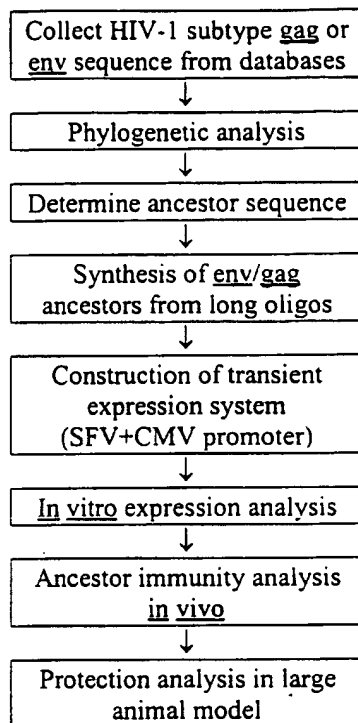 Collect HIV-1 subtype gag or
env sequence from databases
↓
Phylogenetic analysis
↓
Determine ancestor sequence
↓
Synthesis of env/gag
ancestors from long oligos
↓
Construction of transient
expression system
(SFV+CMV promoter)
↓
In vitro expression analysis
↓
Ancestor immunity analysis
in vivo
↓
Protection analysis in large
animal model